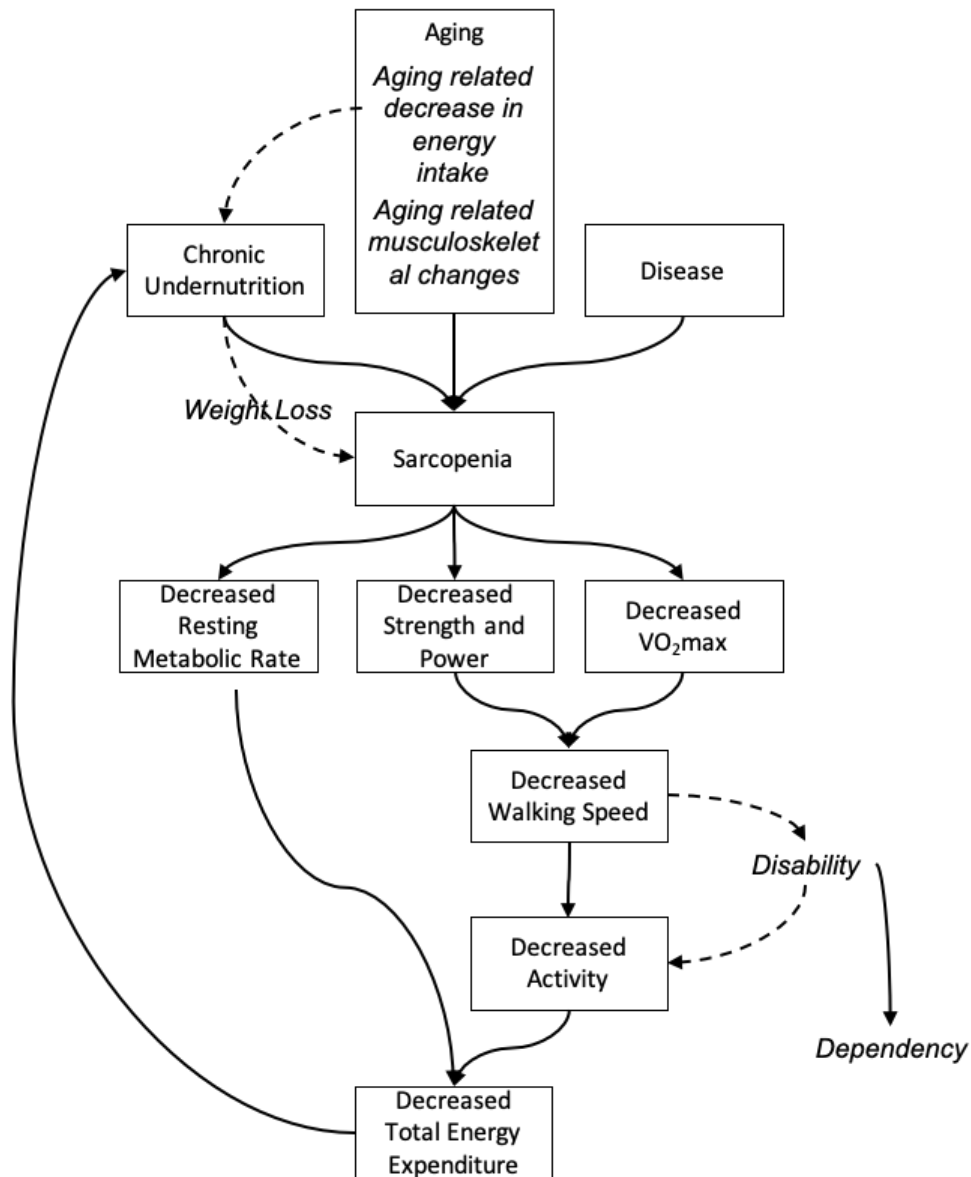 Aging
Aging related
decrease in
energy
intake
Aging related
musculoskelet
al changes
Chronic
Undernutrition
Disease
Weight Loss
Sarcopenia
Decreased
Resting
Metabolic Rate
Decreased
Strength and
Power
Decreased
VO₂max
Decreased
Walking Speed
Disability
Decreased
Activity
Dependency
Decreased
Total Energy
Expenditure